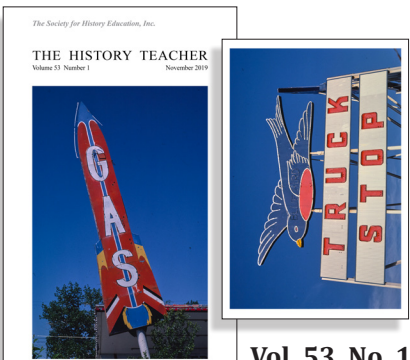 The Society for History Education, Inc.
THE HISTORY TEACHER
Volume 53 Number 1 November 2019
GAS
TRUCK
STOP
Vol. 53, No. 1